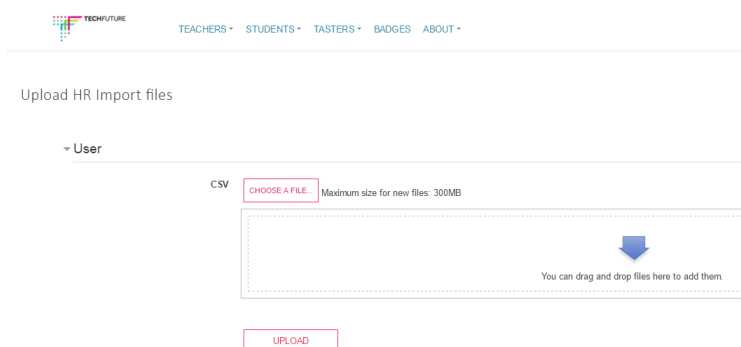 TECHFUTURE
TEACHERS STUDENTS TASTERS BADGES ABOUT
Upload HR Import files
User
CSV CHOOSE A FILE... Maximum size for new files: 300MB
You can drag and drop files here to add them.
UPLOAD